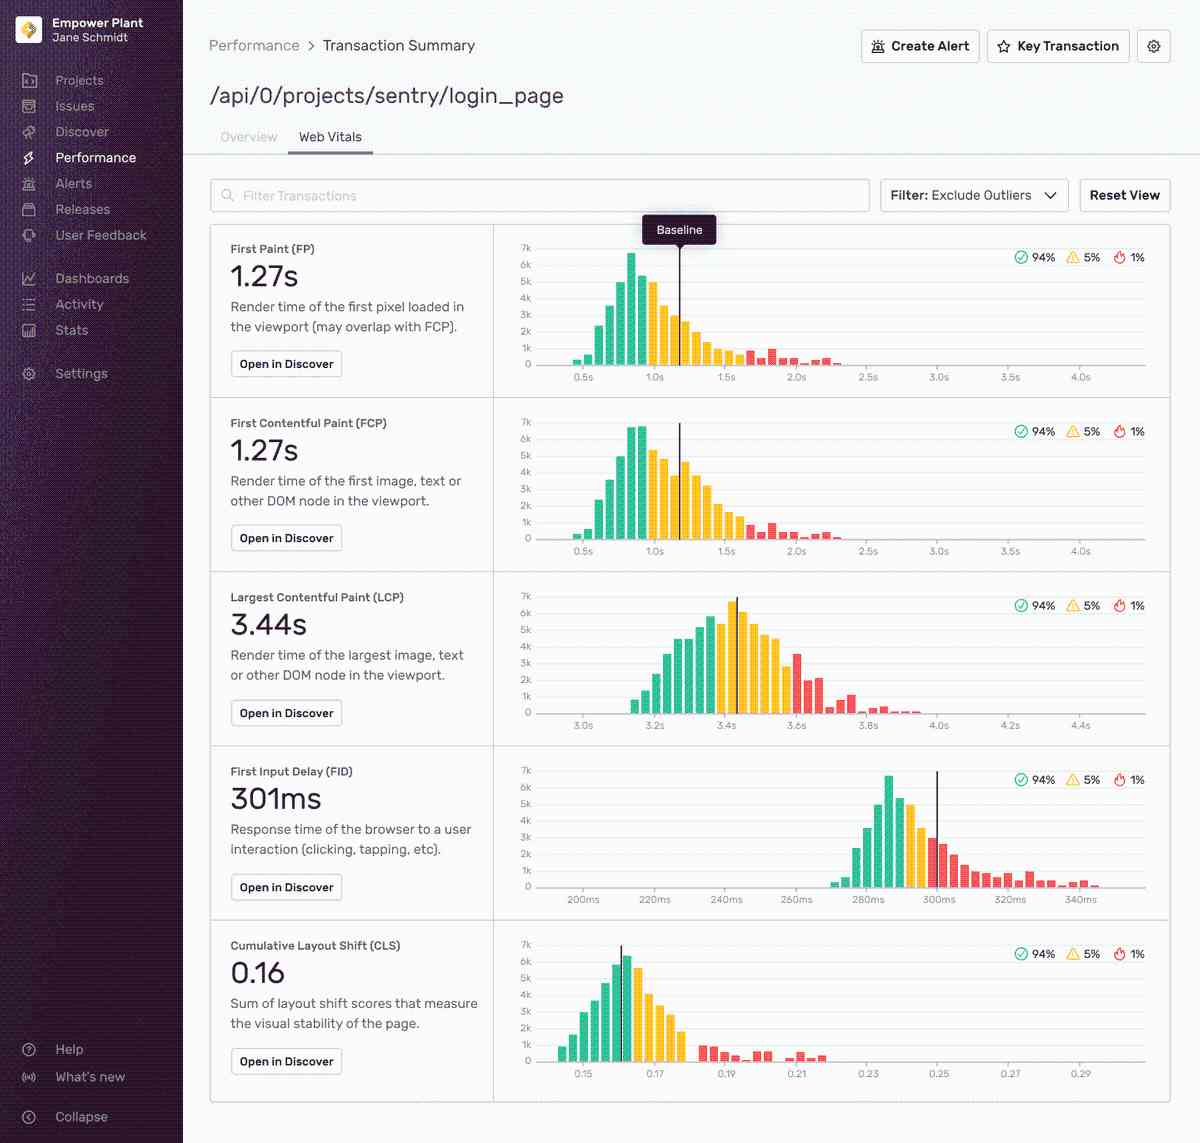 Empower Plant
Jane Schmidt
Projects
Issues
Discover
Performance
Alerts
Releases
User Feedback
Dashboards
Activity
Stats
Settings
Help
What's new
Collapse
Performance > Transaction Summary
Create Alert
Key Transaction
/api/0/projects/sentry/login_page
Overview
Web Vitals
Filter Transactions
Filter: Exclude Outliers
Reset View
Baseline
First Paint (FP)
1.27s
Render time of the first pixel loaded in
the viewport (may overlap with FCP).
Open in Discover
7k
6k
5k
4k
3k
2k
1k
0
94% 5% 1%
0.5s 1.0s 1.5s 2.0s 2.5s 3.0s 3.5s 4.0s
First Contentful Paint (FCP)
1.27s
Render time of the first image, text or
other DOM node in the viewport.
Open in Discover
7k
6k
5k
4k
3k
2k
1k
0
94% 5% 1%
0.5s 1.0s 1.5s 2.0s 2.5s 3.0s 3.5s 4.0s
Largest Contentful Paint (LCP)
3.44s
Render time of the largest image, text
or other DOM node in the viewport.
Open in Discover
7k
6k
5k
4k
3k
2k
1k
0
94% 5% 1%
3.0s 3.2s 3.4s 3.6s 3.8s 4.0s 4.2s 4.4s
First Input Delay (FID)
301ms
Response time of the browser to a user
interaction (clicking, tapping, etc).
Open in Discover
7k
6k
5k
4k
3k
2k
1k
0
94% 5% 1%
200ms 220ms 240ms 260ms 280ms 300ms 320ms 340ms
Cumulative Layout Shift (CLS)
0.16
Sum of layout shift scores that measure
the visual stability of the page.
Open in Discover
7k
6k
5k
4k
3k
2k
1k
0
94% 5% 1%
0.15 0.17 0.19 0.21 0.23 0.25 0.27 0.29